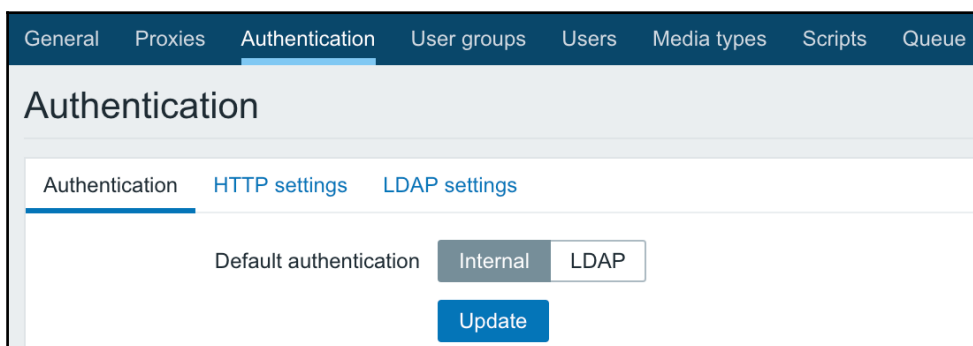 General Proxies Authentication User groups Users Media types Scripts Queue
Authentication
Authentication HTTP settings LDAP settings
Default authentication Internal LDAP
Update